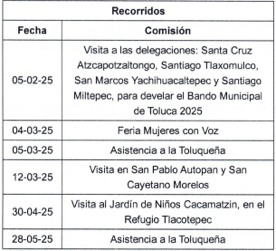 Recorridos
Fecha
Comisión
05-02-25
Visita a las delegaciones: Santa Cruz
Atzcapotzaltongo, Santiago Tlaxomulco,
San Marcos Yachihuacaltepec y Santiago
Miltepec, para develar el Bando Municipal
de Toluca 2025
04-03-25
Feria Mujeres con Voz
05-03-25
Asistencia a la Toluqueña
12-03-25
Visita en San Pablo Autopan y San
Cayetano Morelos
30-04-25
Visita al Jardín de Niños Cacamatzin, en el
Refugio Tlacotepec
28-05-25
Asistencia a la Toluqueña